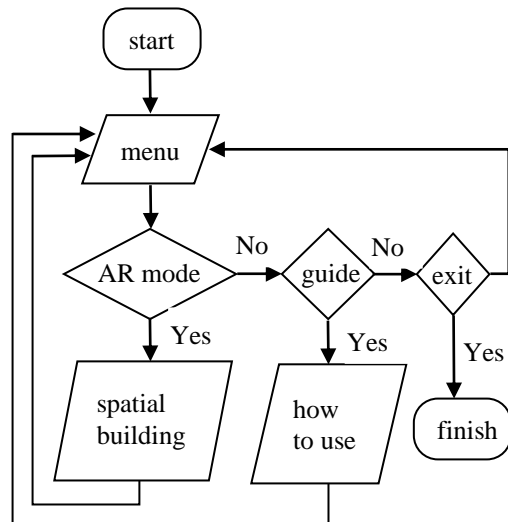 start
menu
AR mode
No
guide
No
exit
Yes
Yes
Yes
spatial
building
how
to use
finish